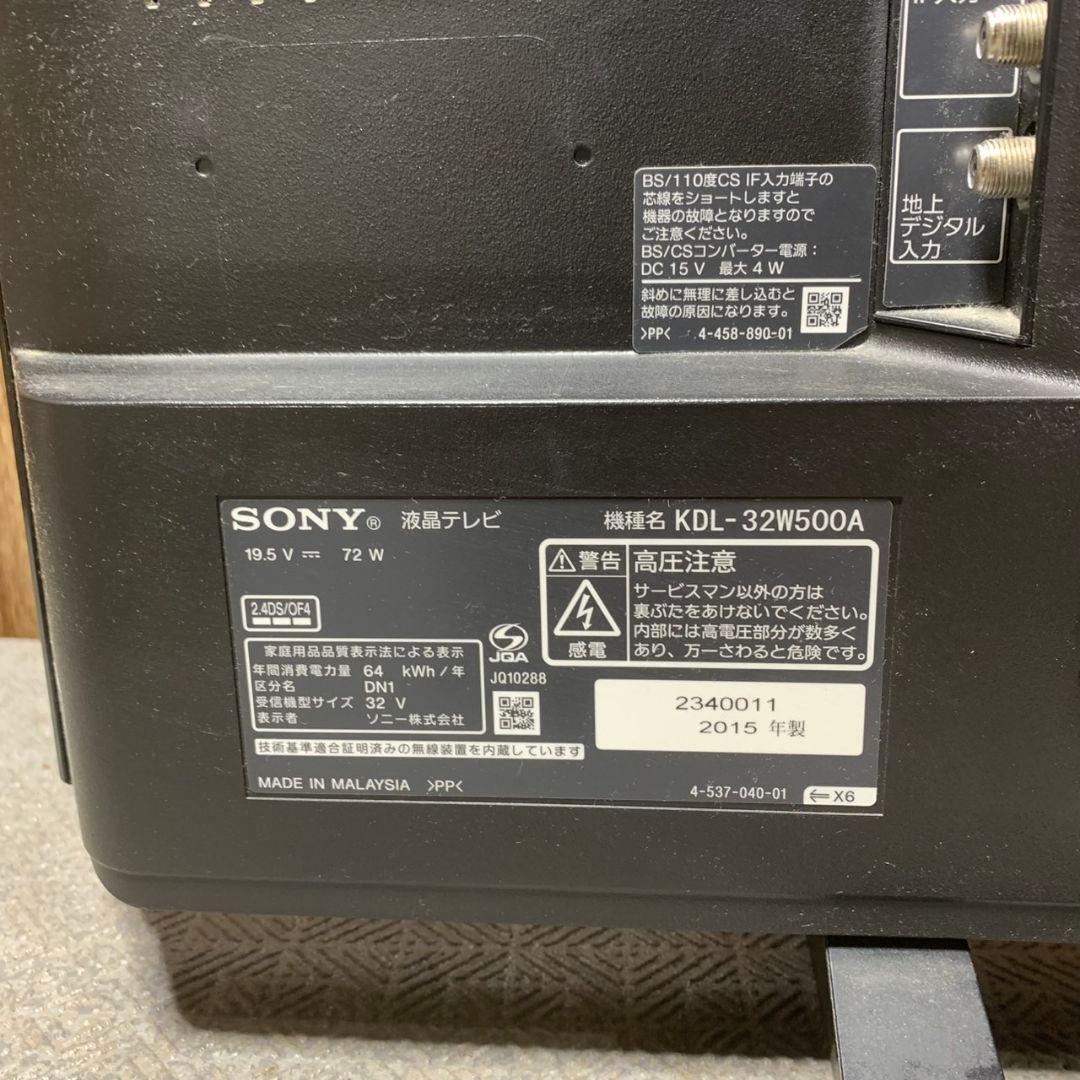 IF入力
地上
デジタル
入力
BS/110度CS IF入力端子の
芯線をショートしますと
機器の故障となりますので
ご注意ください。
BS/CSコンバーター電源：
DC 15 V 最大 4 W
斜めに無理に差し込むと
故障の原因になります。
>PP< 4-458-890-01
SONY® 液晶テレビ 機種名 KDL-32W500A
19.5 V ⎓ 72 W
2.4DS/OF4
⚠警告 高圧注意
サービスマン以外の方は
裏ぶたをあけないでください。
内部には高電圧部分が数多く
あり、万一さわると危険です。
感電
家庭用品品質表示法による表示
年間消費電力量 64 kWh/年
区分名 DN1
受信機型サイズ 32 V
表示者 ソニー株式会社
JQA
JQ10288
2340011
2015 年製
技術基準適合証明済みの無線装置を内蔵しています
MADE IN MALAYSIA >PP<
4-537-040-01 ⇐ X6